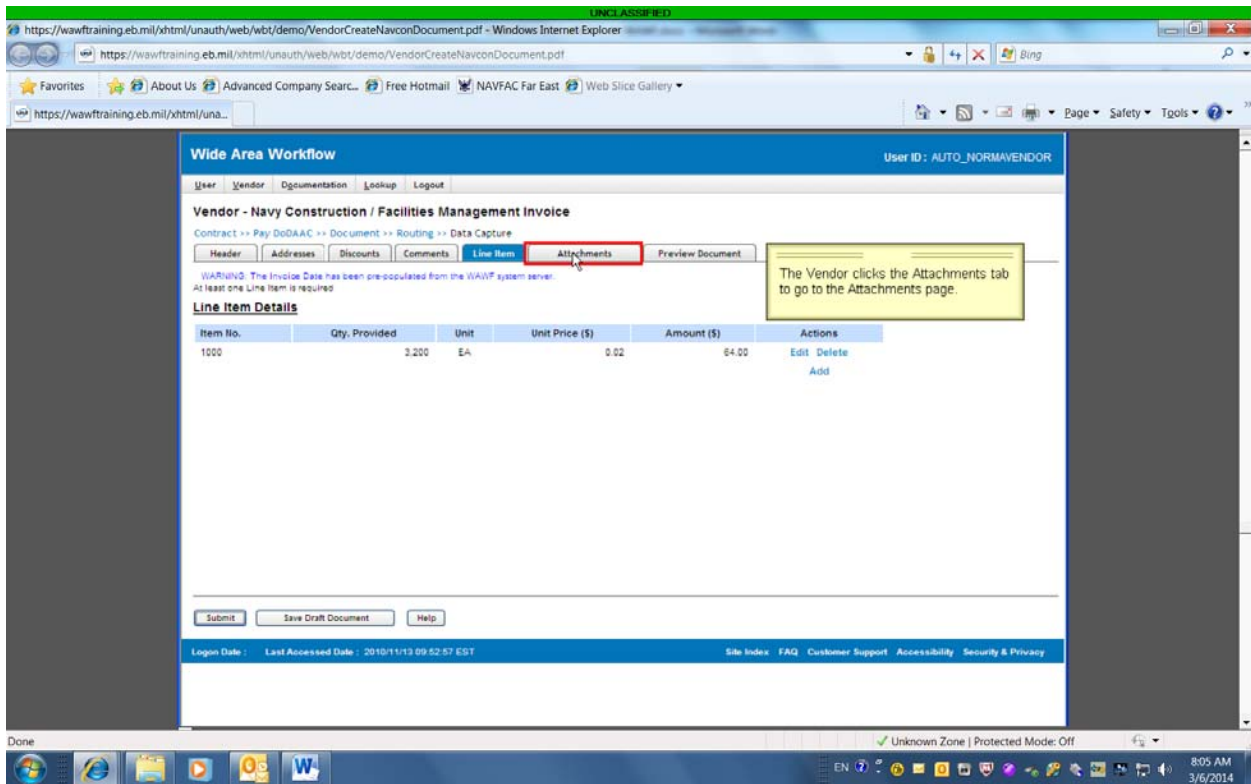 UNCLASSIFIED
https://wawftraining.eb.mil/xhtml/unauth/web/wbt/demo/VendorCreateNavconDocument.pdf - Windows Internet Explorer
https://wawftraining.eb.mil/xhtml/unauth/web/wbt/demo/VendorCreateNavconDocument.pdf
Bing
Favorites About Us Advanced Company Searc... Free Hotmail NAVFAC Far East Web Slice Gallery
https://wawftraining.eb.mil/xhtml/una...
Page Safety Tools
Wide Area Workflow
User ID : AUTO_NORMAVENDOR
User Vendor Documentation Lookup Logout
Vendor - Navy Construction / Facilities Management Invoice
Contract >> Pay DoDAAC >> Document >> Routing >> Data Capture
Header Addresses Discounts Comments Line Item Attachments Preview Document
WARNING: The Invoice Date has been pre-populated from the WAWF system server.
At least one Line Item is required
The Vendor clicks the Attachments tab
to go to the Attachments page.
Line Item Details
Item No. Qty. Provided Unit Unit Price ($) Amount ($) Actions
1000 3,200 EA 0.02 64.00 Edit Delete
Add
Submit Save Draft Document Help
Logon Date : Last Accessed Date : 2010/11/13 09:52:57 EST
Site Index FAQ Customer Support Accessibility Security & Privacy
Done
Unknown Zone | Protected Mode: Off
EN
8:05 AM
3/6/2014